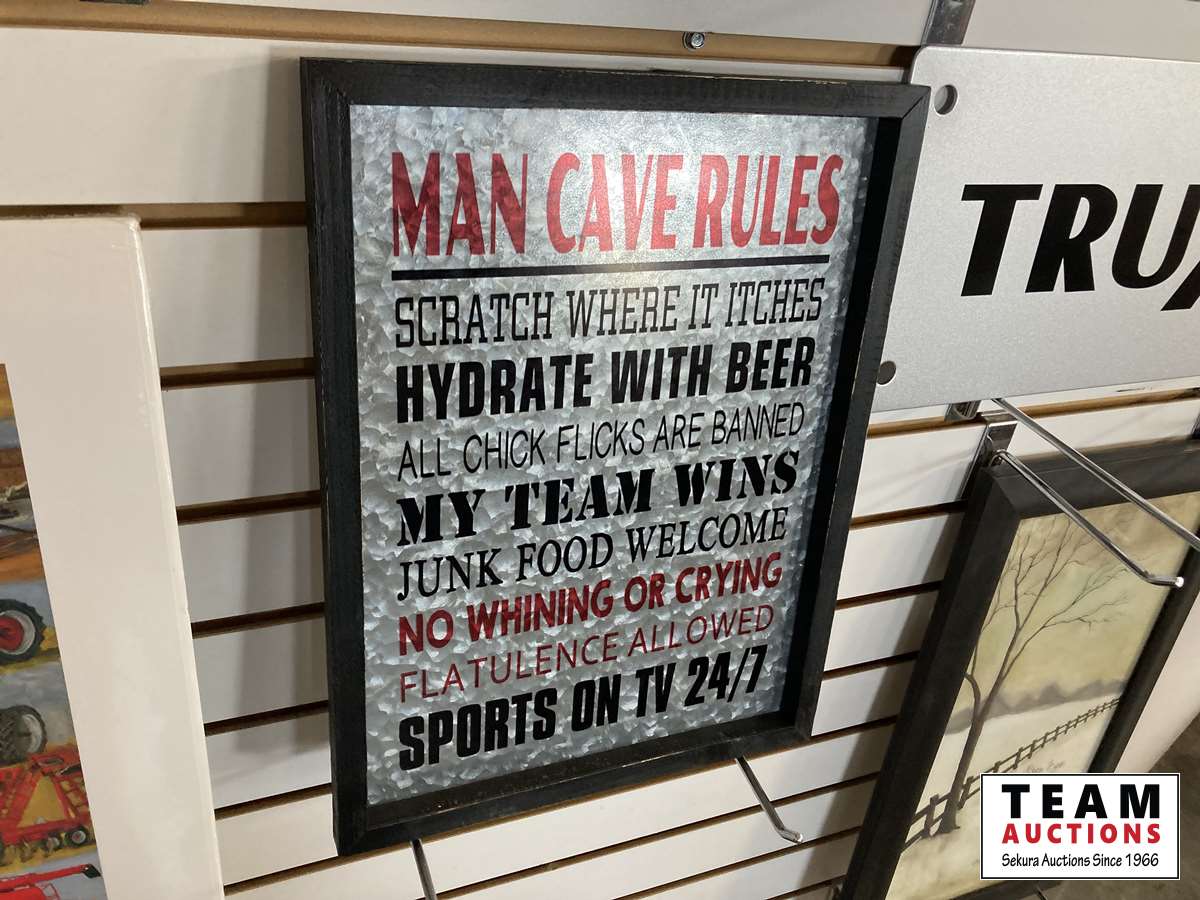 MAN CAVE RULES
SCRATCH WHERE IT ITCHES
HYDRATE WITH BEER
ALL CHICK FLICKS ARE BANNED
MY TEAM WINS
JUNK FOOD WELCOME
NO WHINING OR CRYING
FLATULENCE ALLOWED
SPORTS ON TV 24/7
TRU
TEAM
AUCTIONS
Sekura Auctions Since 1966